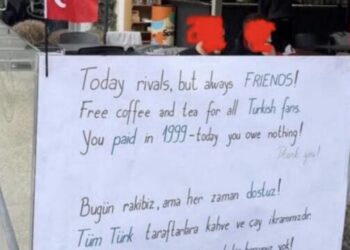 Today rivals, but always FRIENDS!
Free coffee and tea for all Turkish fans.
You paid in 1999 - today you owe nothing!
Thank you!
Bugün rakibiz, ama her zaman dostuz!
Tüm Türk taraftarlara kahve ve çay ikramımızdır.